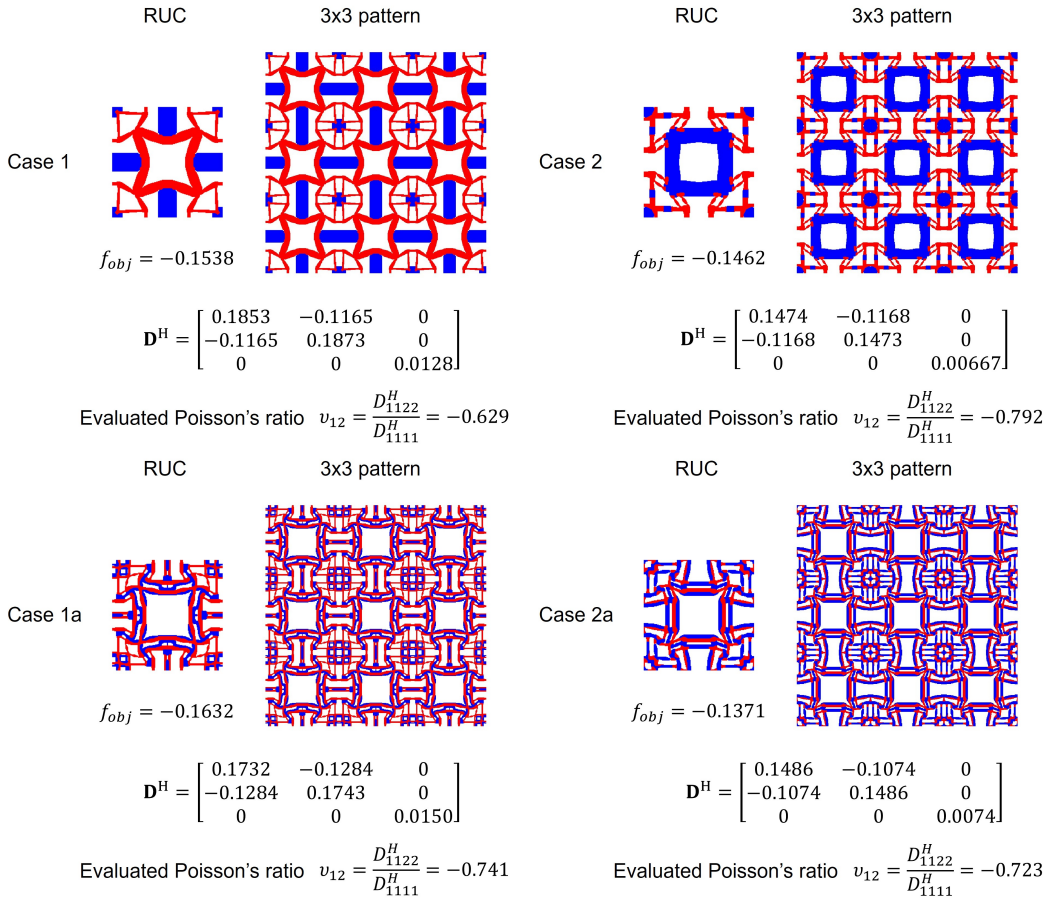 RUC 3x3 pattern
Case 1
f_obj = −0.1538
D^H = [0.1853 −0.1165 0
−0.1165 0.1873 0
0 0 0.0128]
Evaluated Poisson's ratio υ_12 = D^H_1122 / D^H_1111 = −0.629
RUC 3x3 pattern
Case 2
f_obj = −0.1462
D^H = [0.1474 −0.1168 0
−0.1168 0.1473 0
0 0 0.00667]
Evaluated Poisson's ratio υ_12 = D^H_1122 / D^H_1111 = −0.792
RUC 3x3 pattern
Case 1a
f_obj = −0.1632
D^H = [0.1732 −0.1284 0
−0.1284 0.1743 0
0 0 0.0150]
Evaluated Poisson's ratio υ_12 = D^H_1122 / D^H_1111 = −0.741
RUC 3x3 pattern
Case 2a
f_obj = −0.1371
D^H = [0.1486 −0.1074 0
−0.1074 0.1486 0
0 0 0.0074]
Evaluated Poisson's ratio υ_12 = D^H_1122 / D^H_1111 = −0.723